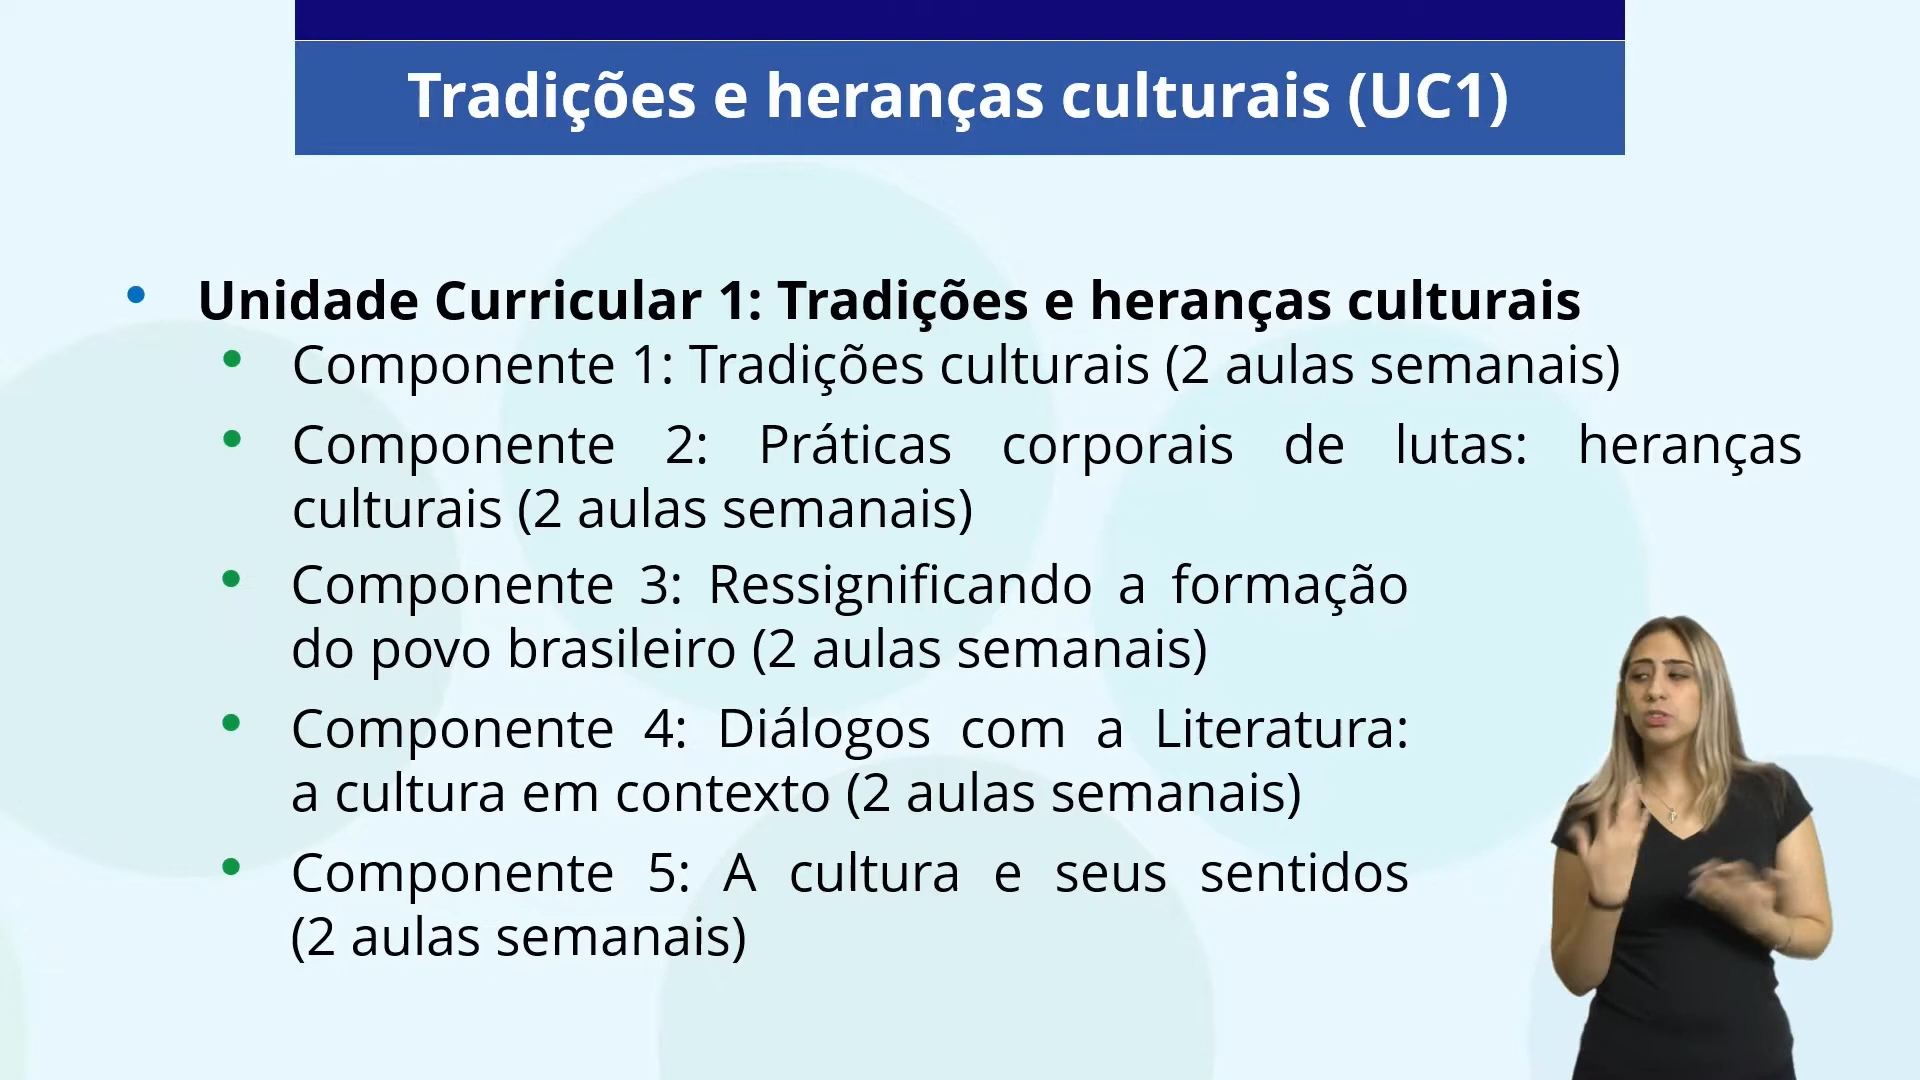 Tradições e heranças culturais (UC1)
• Unidade Curricular 1: Tradições e heranças culturais
• Componente 1: Tradições culturais (2 aulas semanais)
• Componente 2: Práticas corporais de lutas: heranças
culturais (2 aulas semanais)
• Componente 3: Ressignificando a formação
do povo brasileiro (2 aulas semanais)
• Componente 4: Diálogos com a Literatura:
a cultura em contexto (2 aulas semanais)
• Componente 5: A cultura e seus sentidos
(2 aulas semanais)